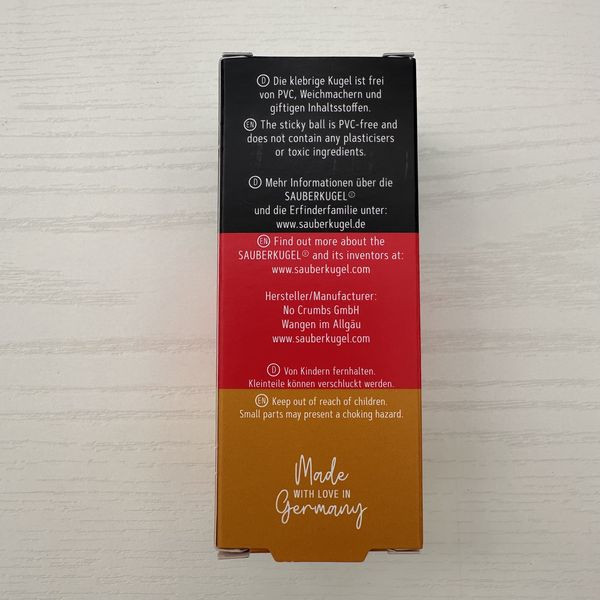 D Die klebrige Kugel ist frei
von PVC, Weichmachern und
giftigen Inhaltsstoffen.
EN The sticky ball is PVC-free and
does not contain any plasticisers
or toxic ingredients.
D Mehr Informationen über die
SAUBERKUGEL®
und die Erfinderfamilie unter:
www.sauberkugel.de
EN Find out more about the
SAUBERKUGEL® and its inventors at:
www.sauberkugel.com
Hersteller/Manufacturer:
No Crumbs GmbH
Wangen im Allgäu
www.sauberkugel.com
D Von Kindern fernhalten.
Kleinteile können verschluckt werden.
EN Keep out of reach of children.
Small parts may present a choking hazard.
Made
WITH LOVE IN
Germany